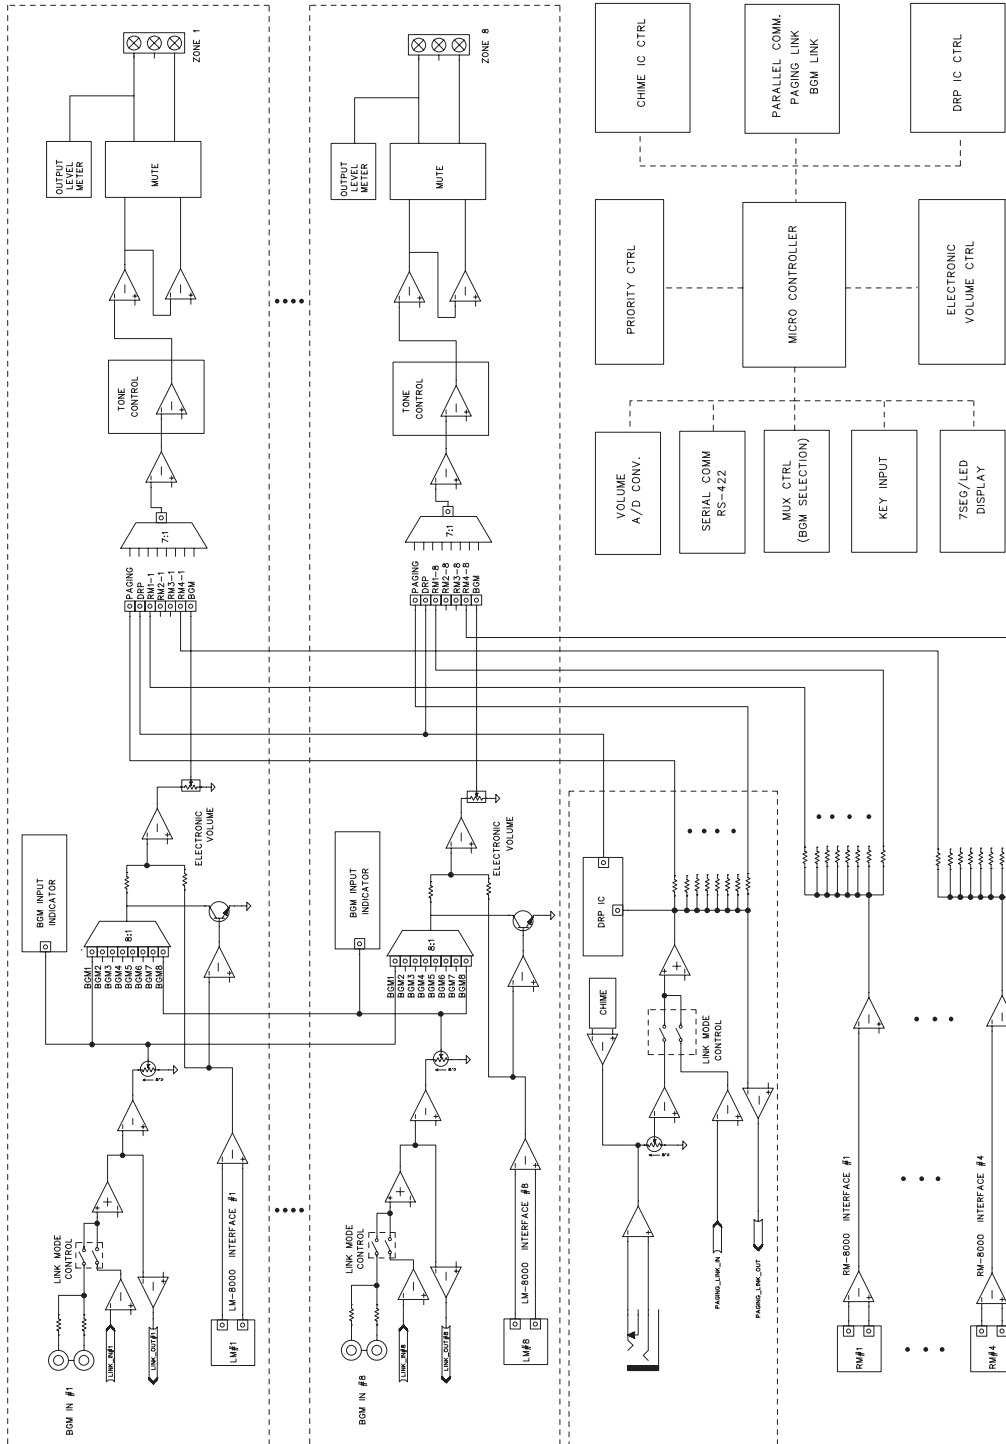 ZONE 1
OUTPUT
LEVEL
METER
MUTE
TONE
CONTROL
7:1
PAGING
DRP
RM1-1
RM2-1
RM3-1
RM4-1
BGM
ELECTRONIC
VOLUME
BGM INPUT
INDICATOR
8:1
BGM1
BGM2
BGM3
BGM4
BGM5
BGM6
BGM7
BGM8
LINK MODE
CONTROL
LM-8000 INTERFACE #1
LINK_IN#1
LINK_OUT#1
LM#1
BGM IN #1
ZONE 8
OUTPUT
LEVEL
METER
MUTE
TONE
CONTROL
7:1
PAGING
DRP
RM1-8
RM2-8
RM3-8
RM4-8
BGM
ELECTRONIC
VOLUME
BGM INPUT
INDICATOR
8:1
BGM1
BGM2
BGM3
BGM4
BGM5
BGM6
BGM7
BGM8
LINK MODE
CONTROL
LM-8000 INTERFACE #8
LINK_IN#8
LINK_OUT#8
LM#8
BGM IN #8
DRP IC
CHIME
LINK MODE
CONTROL
PAGING_LINK_IN
PAGING_LINK_OUT
RM-8000 INTERFACE #1
RM#1
RM-8000 INTERFACE #4
RM#4
CHIME IC CTRL
PARALLEL COMM.
PAGING LINK
BGM LINK
DRP IC CTRL
PRIORITY CTRL
MICRO CONTROLLER
ELECTRONIC
VOLUME CTRL
VOLUME
A/D CONV.
SERIAL COMM
RS-422
MUX CTRL
(BGM SELECTION)
KEY INPUT
7SEG/LED
DISPLAY